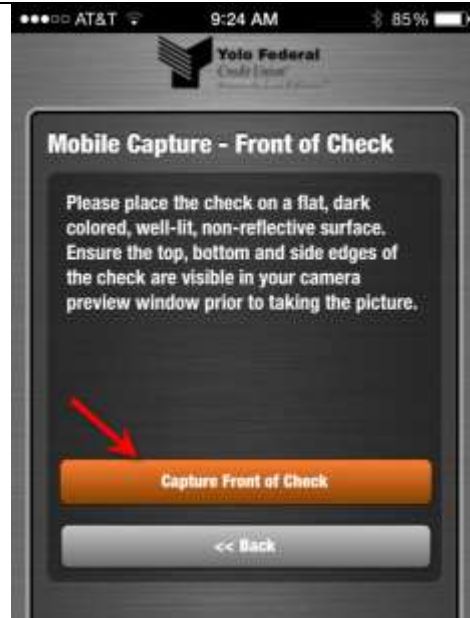 AT&T 9:24 AM 85%
Yolo Federal
Credit Union
Mobile Capture - Front of Check
Please place the check on a flat, dark
colored, well-lit, non-reflective surface.
Ensure the top, bottom and side edges of
the check are visible in your camera
preview window prior to taking the picture.
Capture Front of Check
<< Back